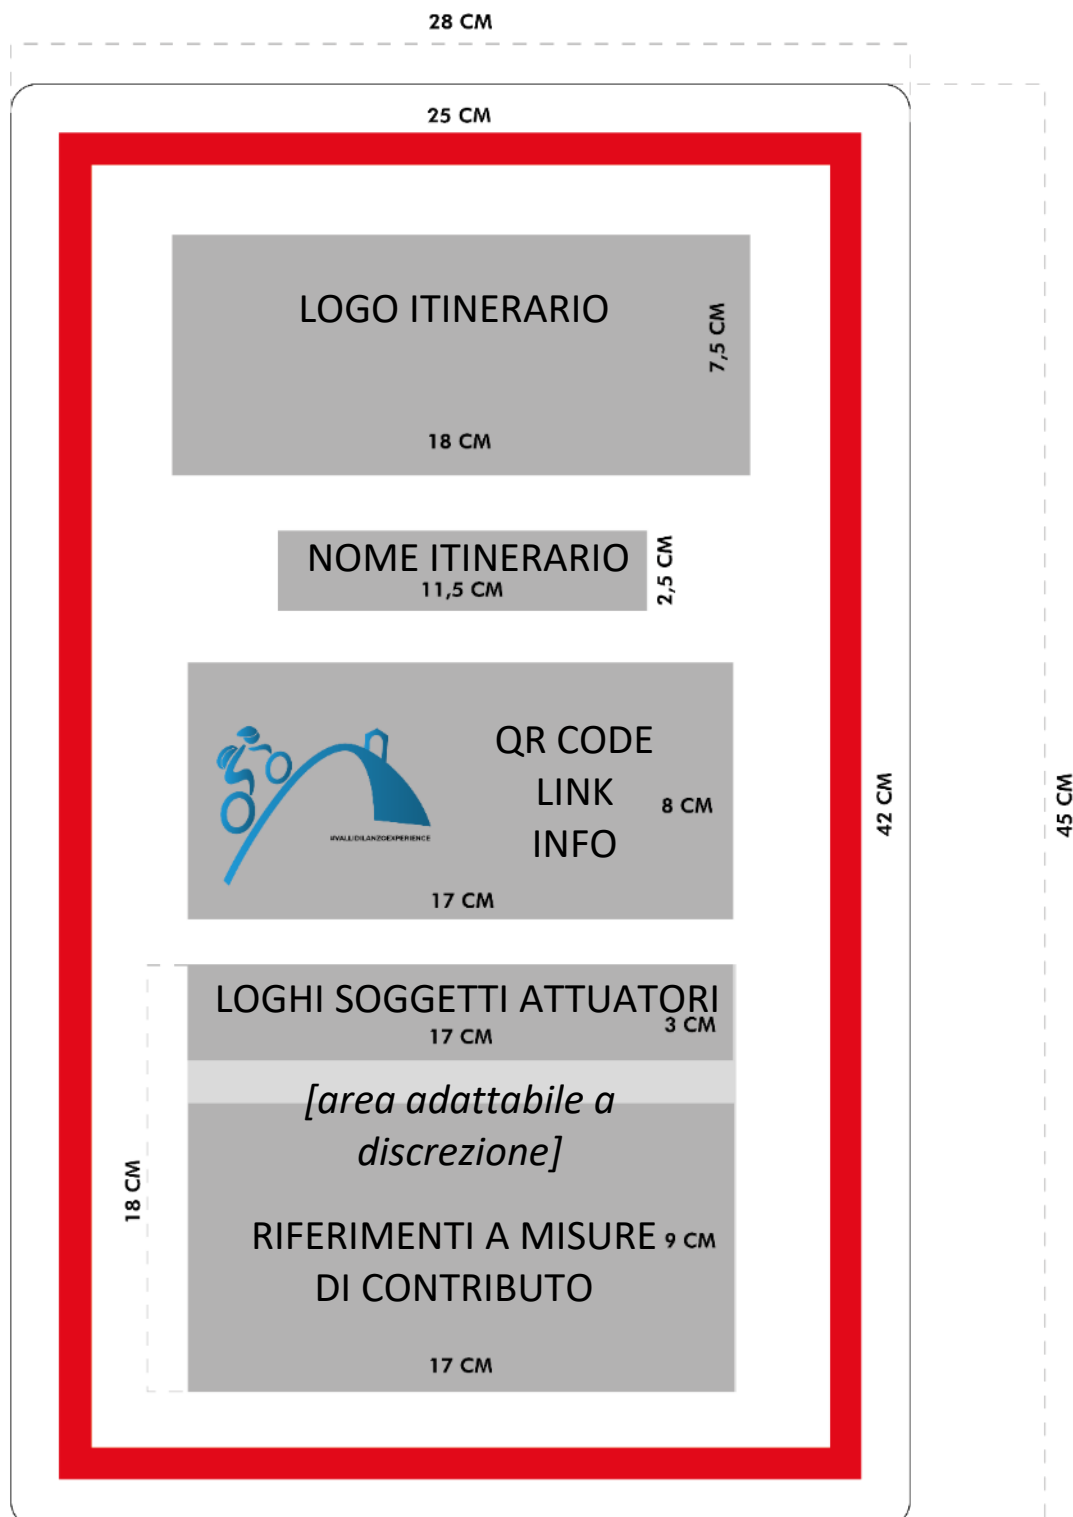 28 CM
25 CM
LOGO ITINERARIO
7,5 CM
18 CM
NOME ITINERARIO
11,5 CM
2,5 CM
QR CODE
LINK
INFO
8 CM
#VALLIDILANZOEXPERIENCE
17 CM
42 CM
45 CM
LOGHI SOGGETTI ATTUATORI
3 CM
17 CM
[area adattabile a
discrezione]
18 CM
RIFERIMENTI A MISURE
9 CM
DI CONTRIBUTO
17 CM